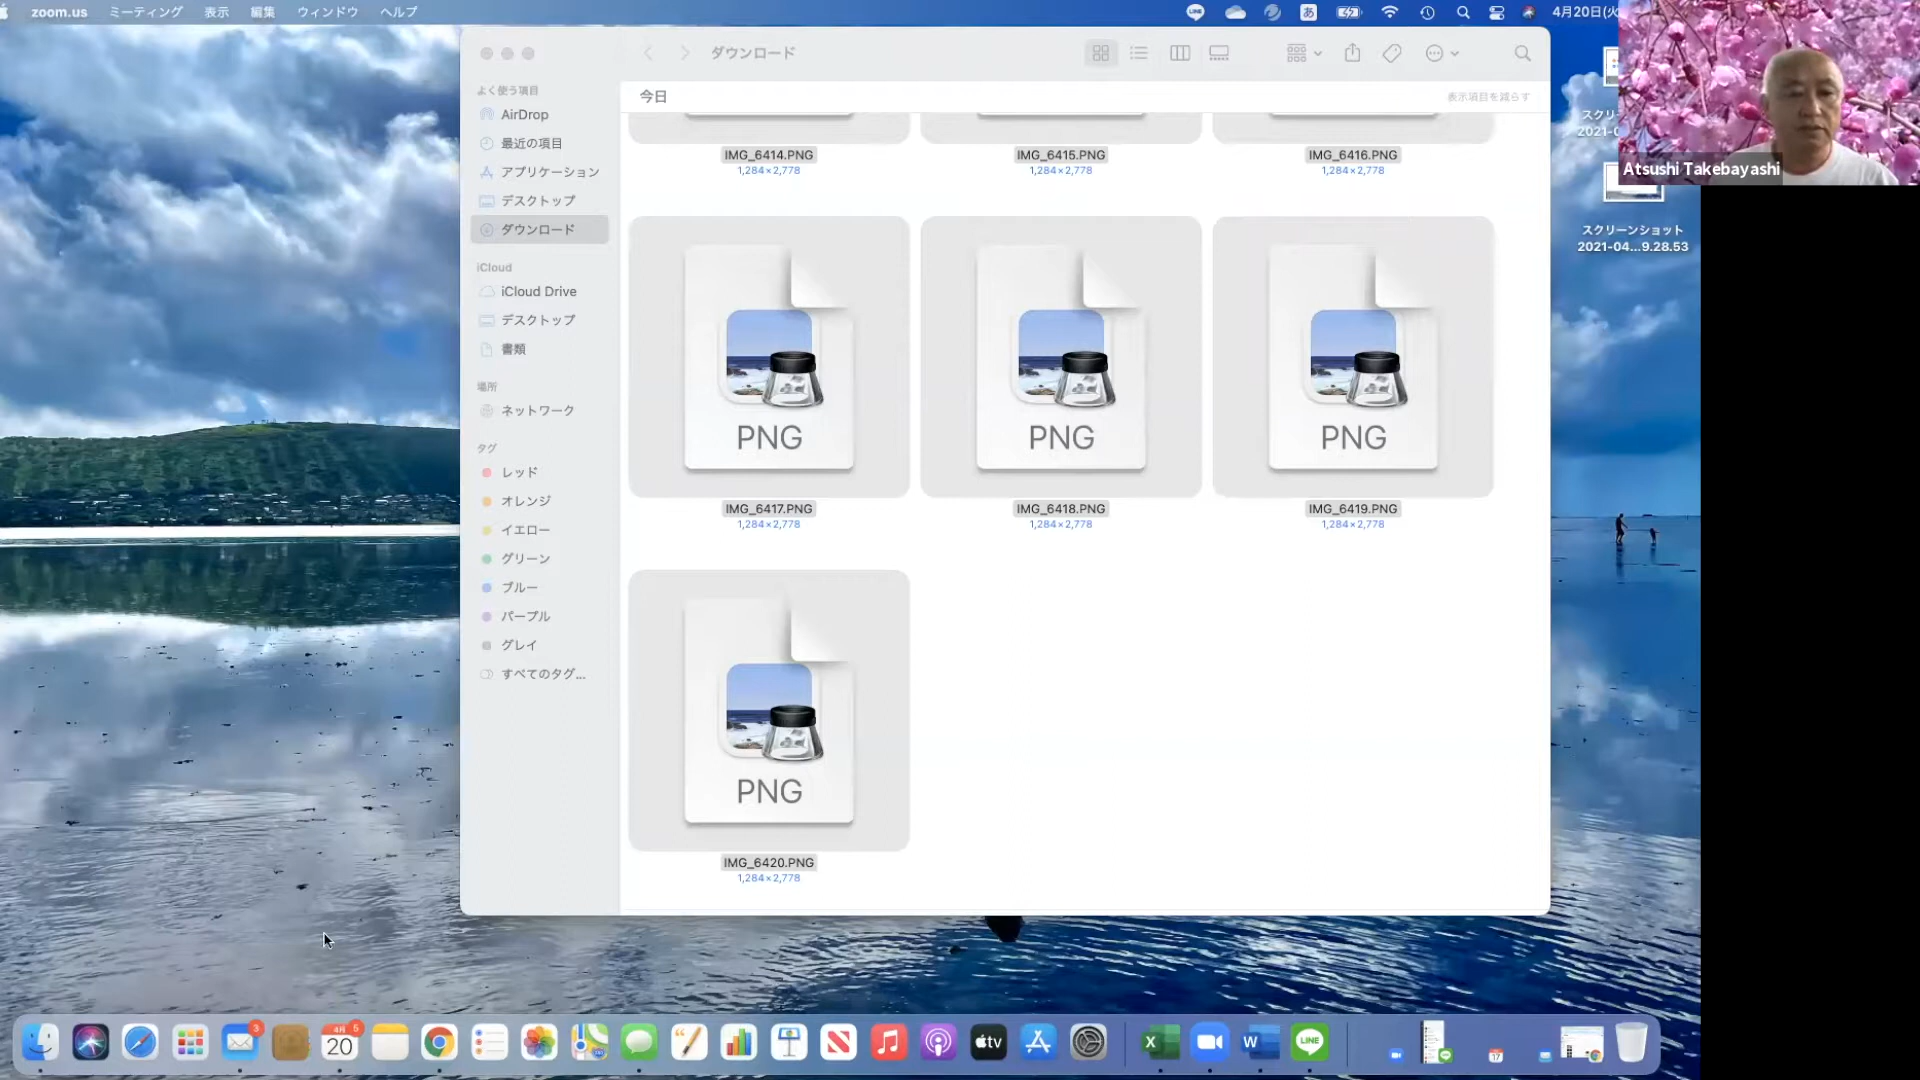 zoom.us ミーティング 表示 編集 ウィンドウ ヘルプ
あ
4月20日(火
ダウンロード
よく使う項目
AirDrop
最近の項目
アプリケーション
デスクトップ
ダウンロード
iCloud
iCloud Drive
デスクトップ
書類
場所
ネットワーク
タグ
レッド
オレンジ
イエロー
グリーン
ブルー
パープル
グレイ
すべてのタグ...
今日
表示項目を減らす
IMG_6414.PNG
1,284×2,778
IMG_6415.PNG
1,284×2,778
IMG_6416.PNG
1,284×2,778
PNG
IMG_6417.PNG
1,284×2,778
PNG
IMG_6418.PNG
1,284×2,778
PNG
IMG_6419.PNG
1,284×2,778
PNG
IMG_6420.PNG
1,284×2,778
Atsushi Takebayashi
スクリーンショット
2021-04...9.28.53
3
4月
5
20
tv
X
W
LINE
17